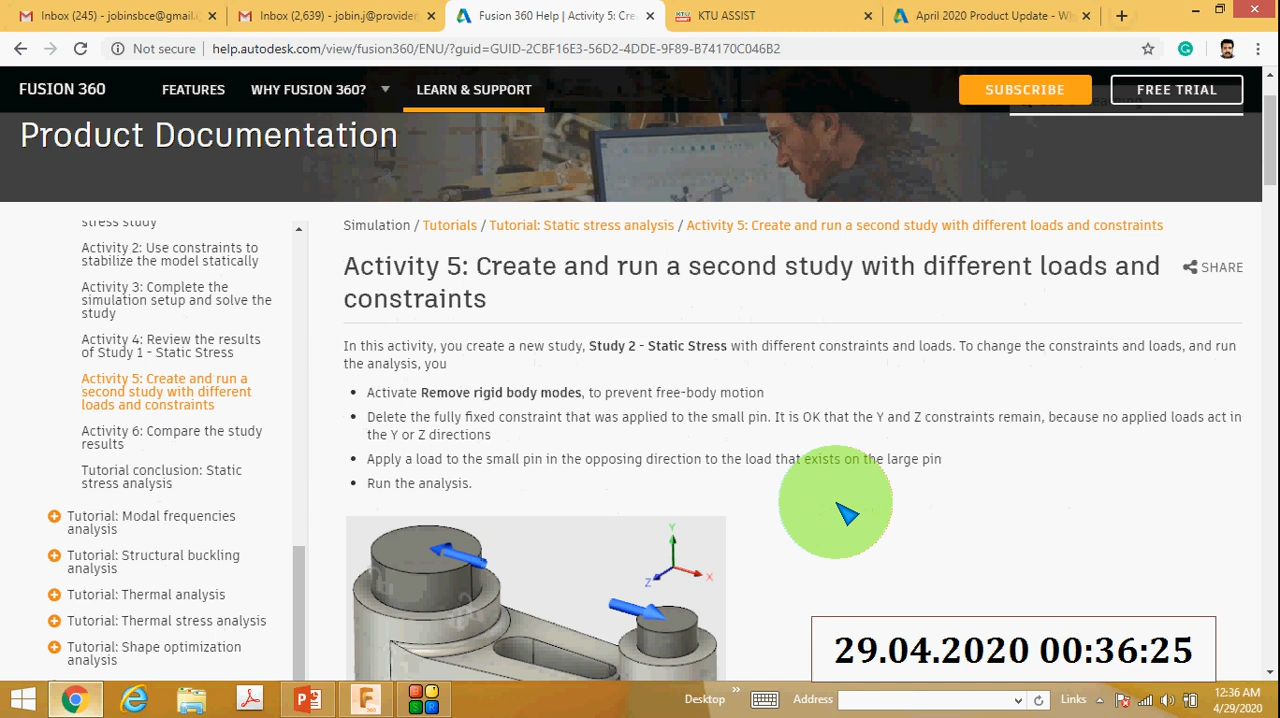 Inbox (245) - jobinsbce@gmail.
Inbox (2,639) - jobin.j@provide
Fusion 360 Help | Activity 5: Cre
KTU ASSIST
April 2020 Product Update - Wh
Not secure | help.autodesk.com/view/fusion360/ENU/?guid=GUID-2CBF16E3-56D2-4DDE-9F89-B74170C046B2
FUSION 360
FEATURES
WHY FUSION 360?
LEARN & SUPPORT
SUBSCRIBE
FREE TRIAL
Product Documentation
stress study
Activity 2: Use constraints to
stabilize the model statically
Activity 3: Complete the
simulation setup and solve the
study
Activity 4: Review the results
of Study 1 - Static Stress
Activity 5: Create and run a
second study with different
loads and constraints
Activity 6: Compare the study
results
Tutorial conclusion: Static
stress analysis
Tutorial: Modal frequencies
analysis
Tutorial: Structural buckling
analysis
Tutorial: Thermal analysis
Tutorial: Thermal stress analysis
Tutorial: Shape optimization
analysis
Simulation / Tutorials / Tutorial: Static stress analysis / Activity 5: Create and run a second study with different loads and constraints
Activity 5: Create and run a second study with different loads and
constraints
SHARE
In this activity, you create a new study, Study 2 - Static Stress with different constraints and loads. To change the constraints and loads, and run
the analysis, you
• Activate Remove rigid body modes, to prevent free-body motion
• Delete the fully fixed constraint that was applied to the small pin. It is OK that the Y and Z constraints remain, because no applied loads act in
the Y or Z directions
• Apply a load to the small pin in the opposing direction to the load that exists on the large pin
• Run the analysis.
Y
Z
X
29.04.2020 00:36:25
Desktop
Address
Links
12:36 AM
4/29/2020